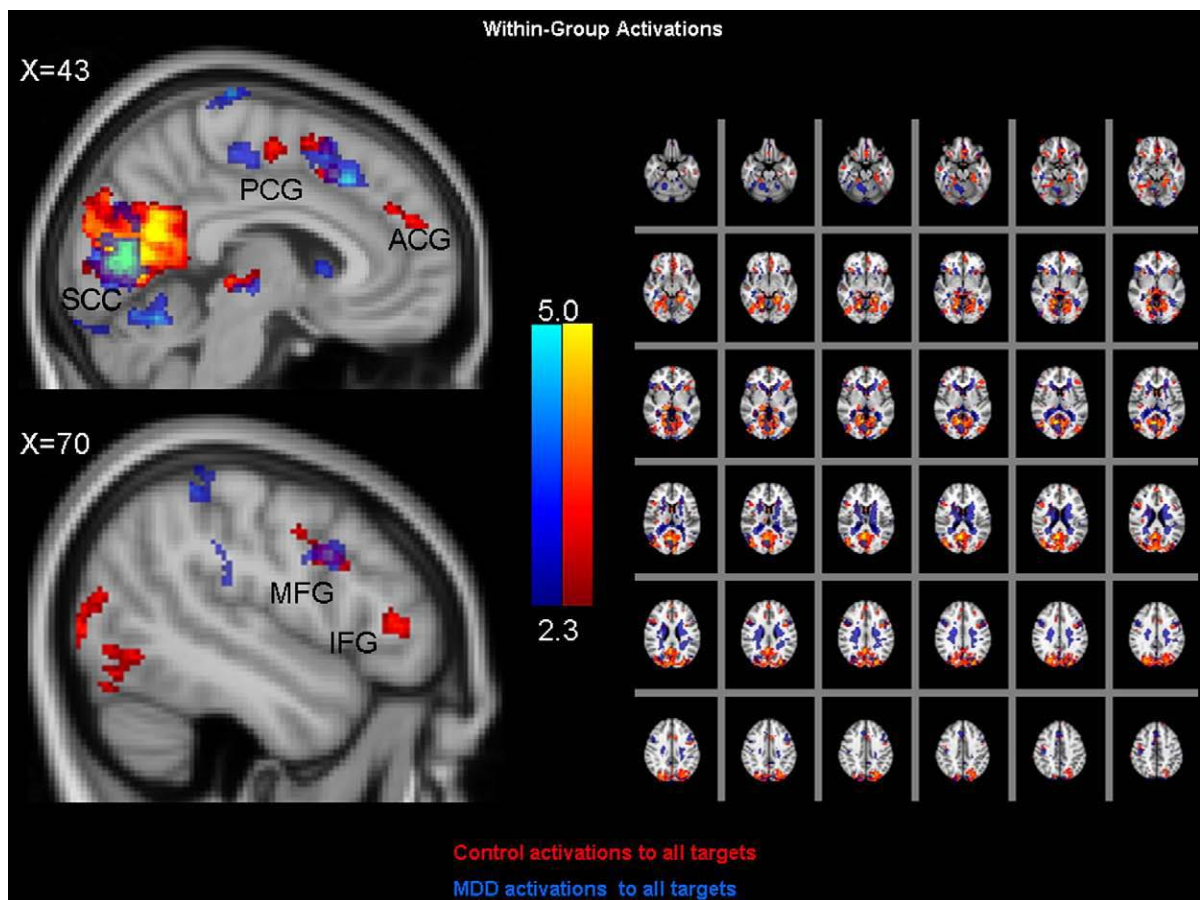 Within-Group Activations
X=43
PCG
ACG
SCC
5.0
X=70
MFG
IFG
2.3
Control activations to all targets
MDD activations to all targets